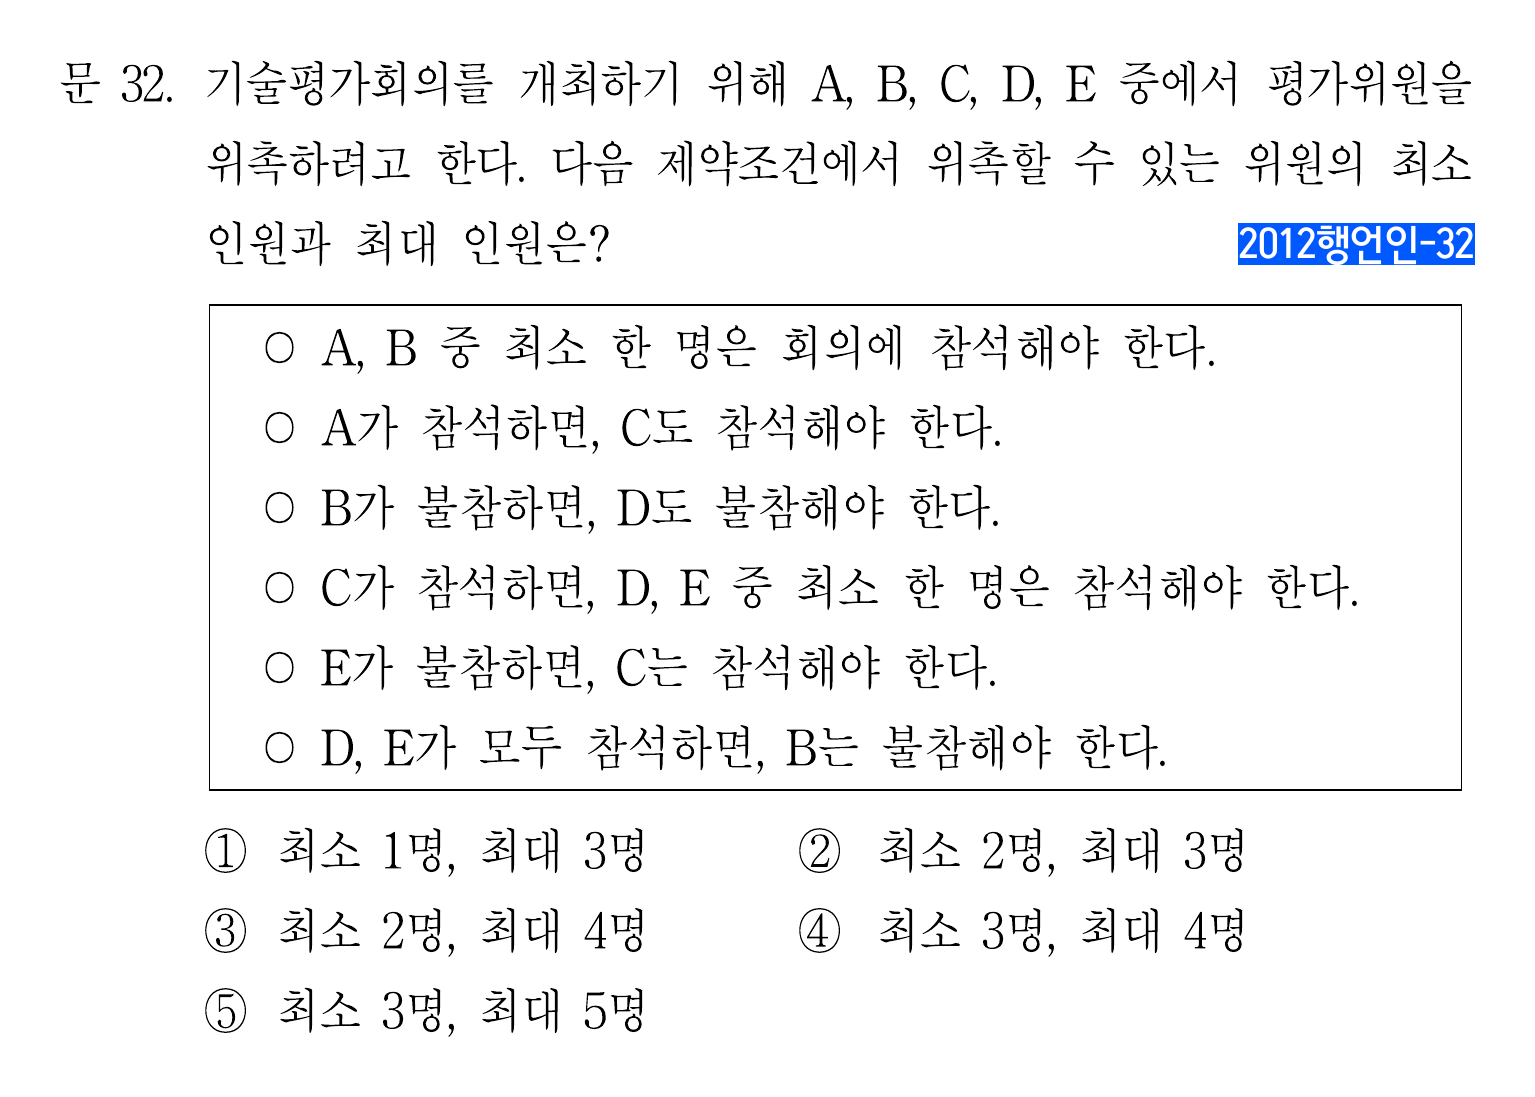 문 32. 기술평가회의를 개최하기 위해 A, B, C, D, E 중에서 평가위원을
위촉하려고 한다. 다음 제약조건에서 위촉할 수 있는 위원의 최소
인원과 최대 인원은? 2012행언인-32
○ A, B 중 최소 한 명은 회의에 참석해야 한다.
○ A가 참석하면, C도 참석해야 한다.
○ B가 불참하면, D도 불참해야 한다.
○ C가 참석하면, D, E 중 최소 한 명은 참석해야 한다.
○ E가 불참하면, C는 참석해야 한다.
○ D, E가 모두 참석하면, B는 불참해야 한다.
① 최소 1명, 최대 3명 ② 최소 2명, 최대 3명
③ 최소 2명, 최대 4명 ④ 최소 3명, 최대 4명
⑤ 최소 3명, 최대 5명